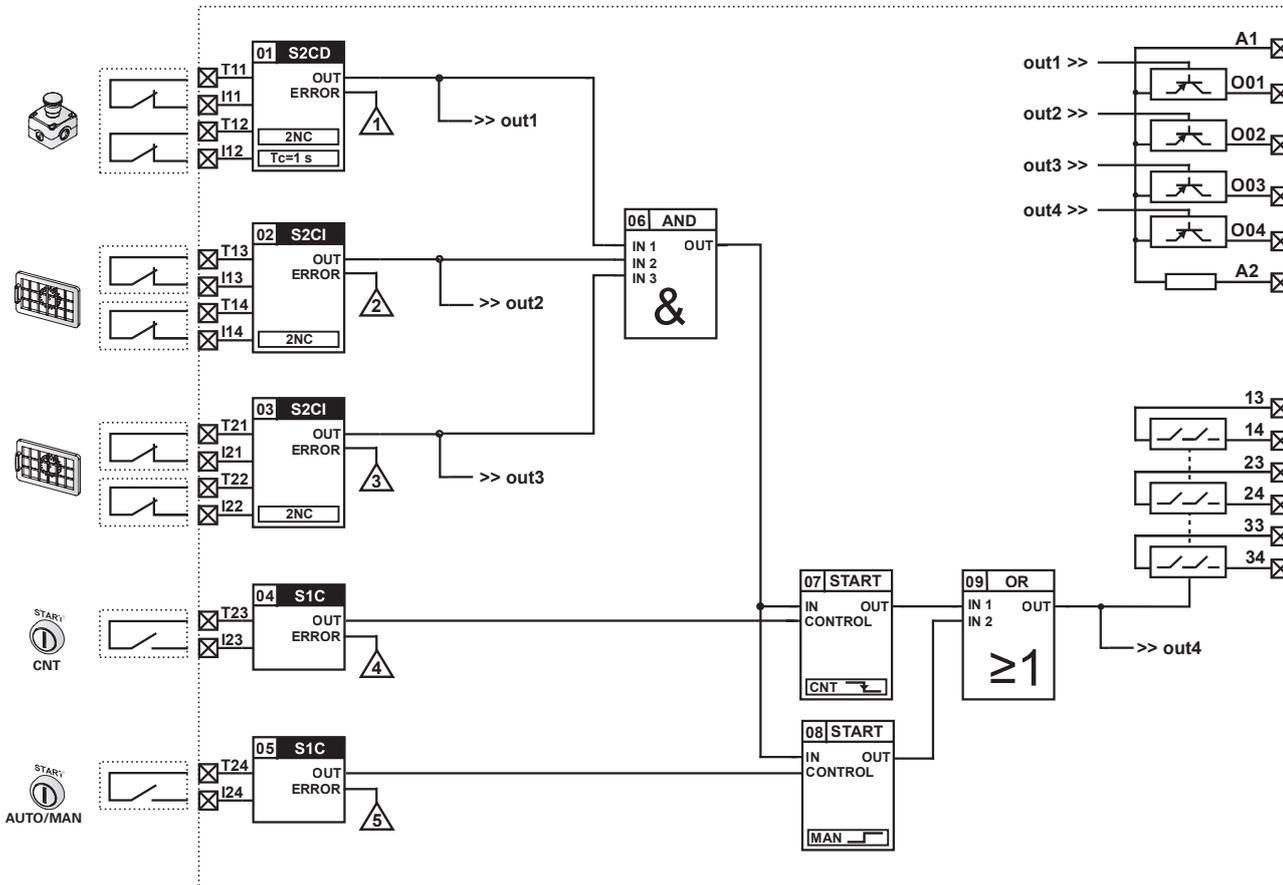 01 S2CD
T11
OUT
I11
ERROR
T12
2NC
I12
Tc=1 s
1
>> out1
02 S2CI
T13
OUT
I13
ERROR
T14
I14
2NC
2
>> out2
03 S2CI
T21
OUT
I21
ERROR
T22
I22
2NC
3
>> out3
06 AND
IN 1 OUT
IN 2
IN 3
&
START
CNT
04 S1C
T23
OUT
I23
ERROR
4
START
AUTO/MAN
05 S1C
T24
OUT
I24
ERROR
5
07 START
IN OUT
CONTROL
CNT
08 START
IN OUT
CONTROL
MAN
09 OR
IN 1 OUT
IN 2
≥1
>> out4
A1
out1 >>
O01
out2 >>
O02
out3 >>
O03
out4 >>
O04
A2
13
14
23
24
33
34